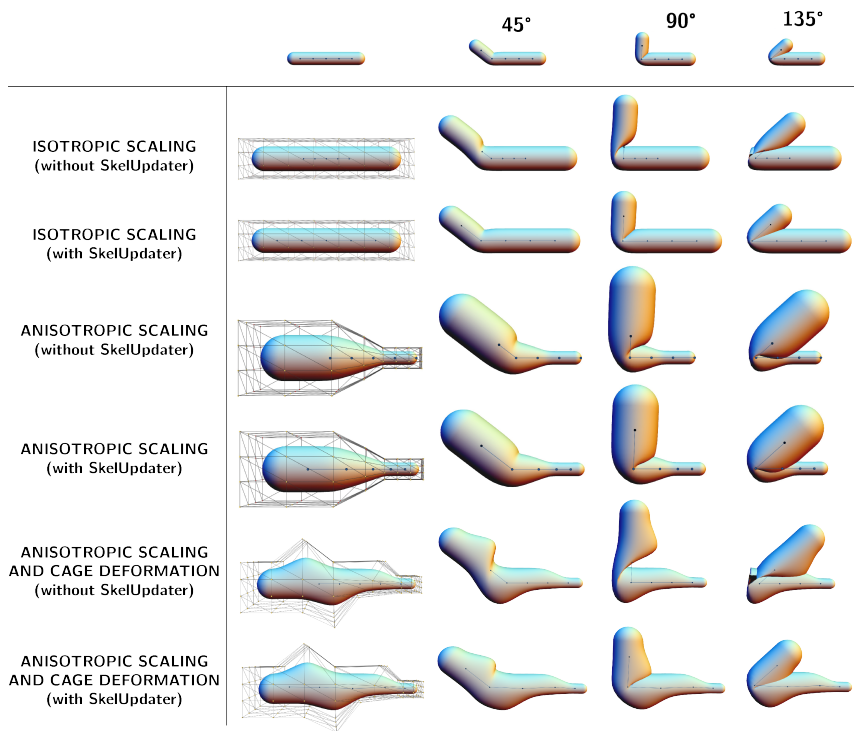 45°
90°
135°
ISOTROPIC SCALING
(without SkelUpdater)
ISOTROPIC SCALING
(with SkelUpdater)
ANISOTROPIC SCALING
(without SkelUpdater)
ANISOTROPIC SCALING
(with SkelUpdater)
ANISOTROPIC SCALING
AND CAGE DEFORMATION
(without SkelUpdater)
ANISOTROPIC SCALING
AND CAGE DEFORMATION
(with SkelUpdater)